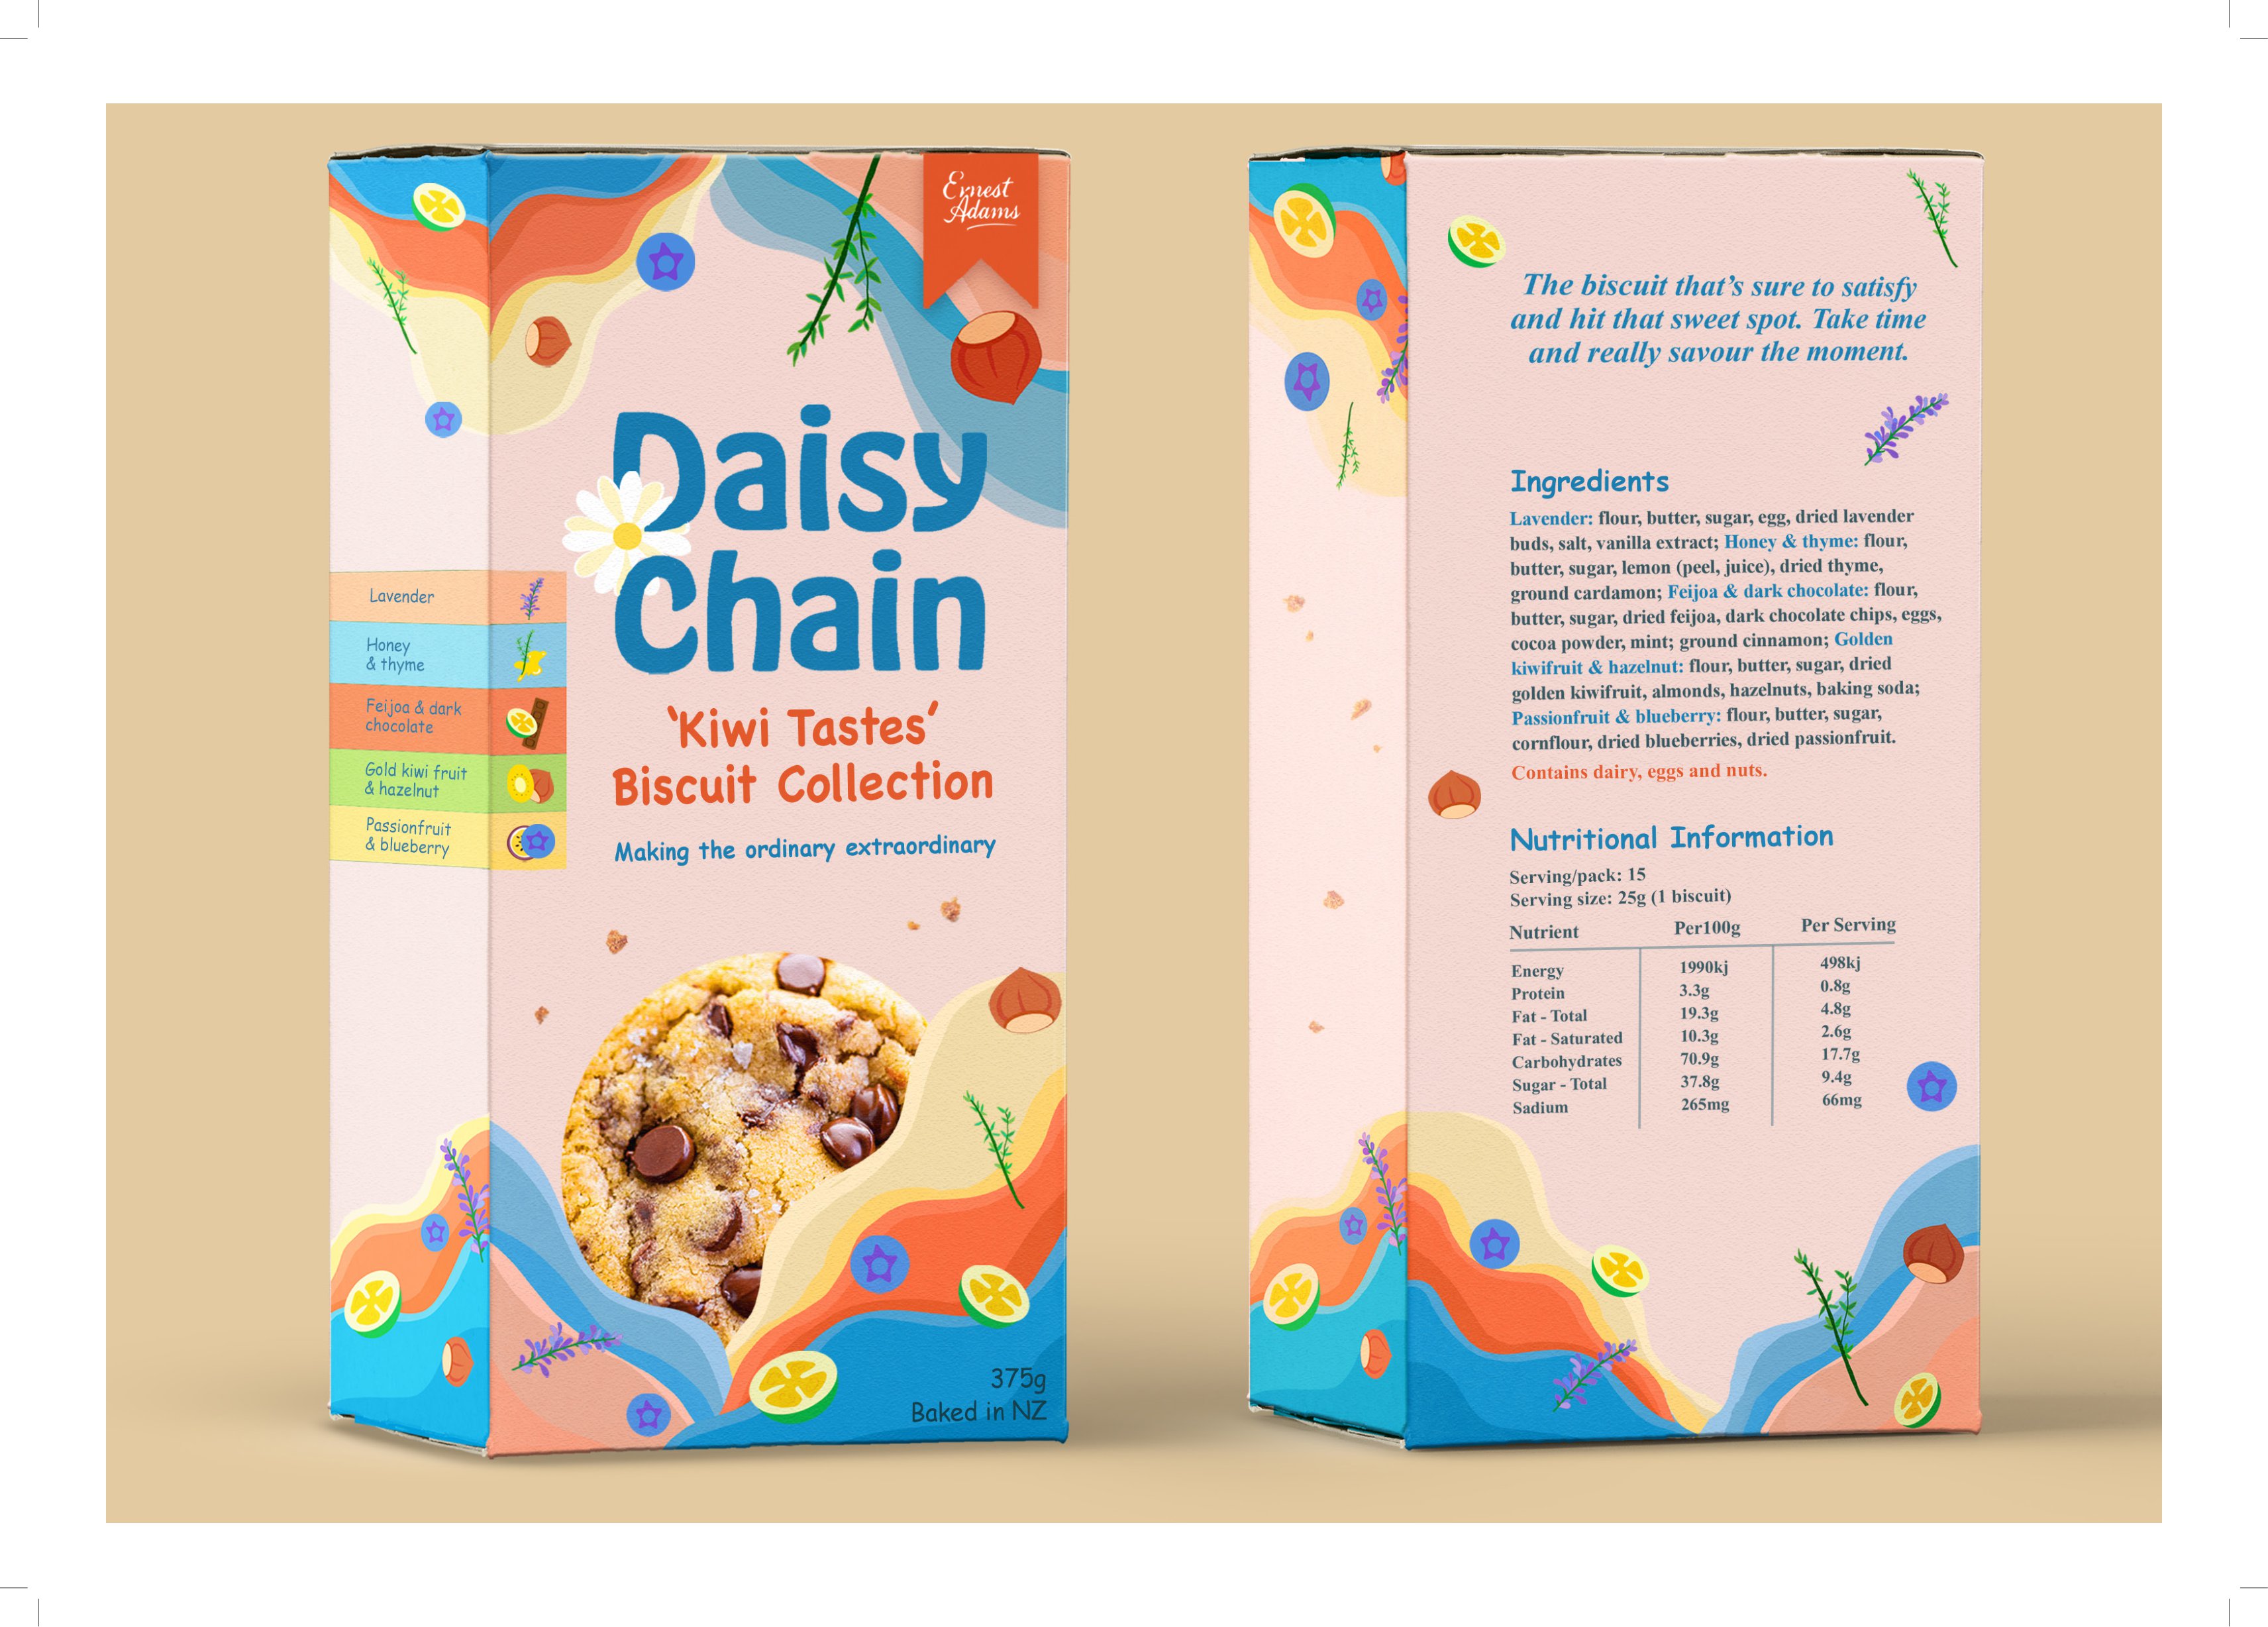 Ernest
Adams
Daisy
Chain
'Kiwi Tastes'
Biscuit Collection
Making the ordinary extraordinary
Lavender
Honey
& thyme
Feijoa & dark
chocolate
Gold kiwi fruit
& hazelnut
Passionfruit
& blueberry
375g
Baked in NZ
The biscuit that's sure to satisfy
and hit that sweet spot. Take time
and really savour the moment.
Ingredients
Lavender: flour, butter, sugar, egg, dried lavender
buds, salt, vanilla extract; Honey & thyme: flour,
butter, sugar, lemon (peel, juice), dried thyme,
ground cardamon; Feijoa & dark chocolate: flour,
butter, sugar, dried feijoa, dark chocolate chips, eggs,
cocoa powder, mint; ground cinnamon; Golden
kiwifruit & hazelnut: flour, butter, sugar, dried
golden kiwifruit, almonds, hazelnuts, baking soda;
Passionfruit & blueberry: flour, butter, sugar,
cornflour, dried blueberries, dried passionfruit.
Contains dairy, eggs and nuts.
Nutritional Information
Serving/pack: 15
Serving size: 25g (1 biscuit)
Nutrient Per100g Per Serving
Energy 1990kj 498kj
Protein 3.3g 0.8g
Fat - Total 19.3g 4.8g
Fat - Saturated 10.3g 2.6g
Carbohydrates 70.9g 17.7g
Sugar - Total 37.8g 9.4g
Sadium 265mg 66mg